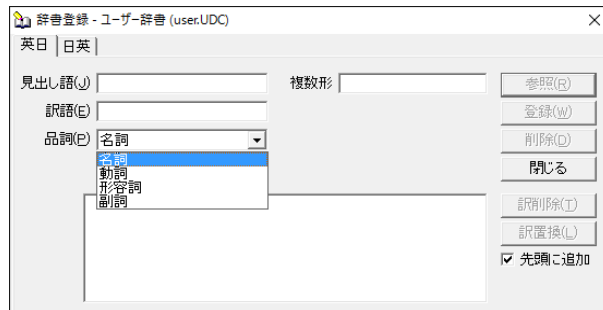 辞書登録 - ユーザー辞書 (user.UDC)
英日 日英
見出し語(J) 複数形 参照(R)
訳語(E) 登録(W)
品詞(P) 名詞 削除(D)
名詞
動詞 閉じる
形容詞
副詞
訳削除(T)
訳置換(L)
先頭に追加